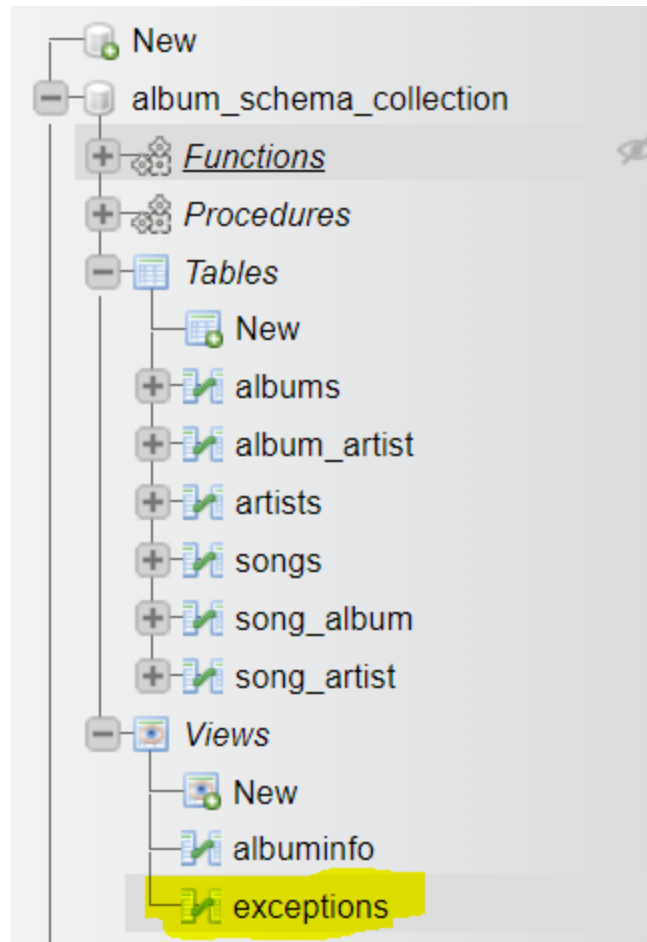 New
album_schema_collection
Functions
Procedures
Tables
New
albums
album_artist
artists
songs
song_album
song_artist
Views
New
albuminfo
exceptions